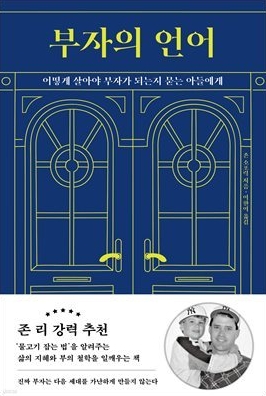 부자의 언어
어떻게 살아야 부자가 되는지 묻는 아들에게
존 소포릭 지음 · 이한이 옮김
존 리 강력 추천
'물고기 잡는 법'을 알려주는
삶의 지혜와 부의 철학을 일깨우는 책
진짜 부자는 다음 세대를 가난하게 만들지 않는다